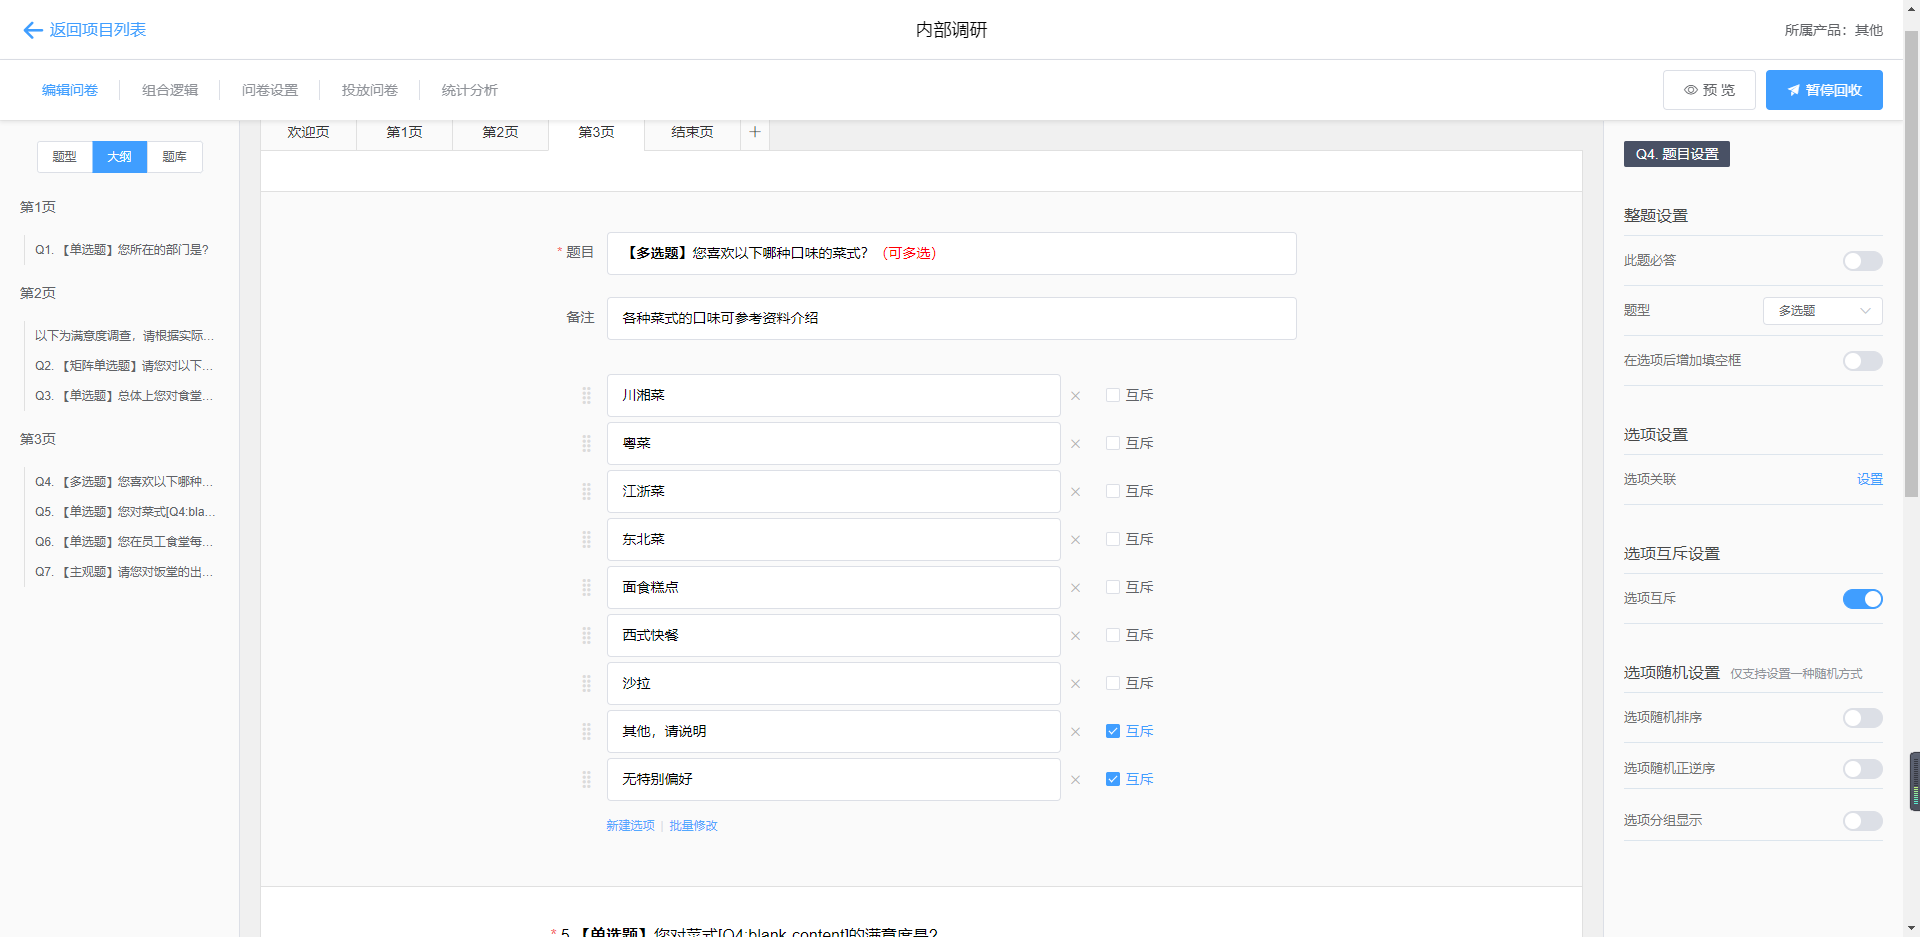 返回项目列表
内部调研
所属产品：其他
编辑问卷
组合逻辑
问卷设置
投放问卷
统计分析
预 览
暂停回收
题型
大纲
题库
第1页
Q1. 【单选题】您所在的部门是?
第2页
以下为满意度调查，请根据实际...
Q2. 【矩阵单选题】请您对以下...
Q3. 【单选题】总体上您对食堂...
第3页
Q4. 【多选题】您喜欢以下哪种...
Q5. 【单选题】您对菜式[Q4:bla...
Q6. 【单选题】您在员工食堂每...
Q7. 【主观题】请您对饭堂的出...
欢迎页
第1页
第2页
第3页
结束页
* 题目
【多选题】您喜欢以下哪种口味的菜式？（可多选）
备注
各种菜式的口味可参考资料介绍
川湘菜
互斥
粤菜
互斥
江浙菜
互斥
东北菜
互斥
面食糕点
互斥
西式快餐
互斥
沙拉
互斥
其他，请说明
互斥
无特别偏好
互斥
新建选项 | 批量修改
* 5. 【单选题】您对菜式[Q4:blank content]的满意度是?
Q4. 题目设置
整题设置
此题必答
题型
多选题
在选项后增加填空框
选项设置
选项关联
设置
选项互斥设置
选项互斥
选项随机设置 仅支持设置一种随机方式
选项随机排序
选项随机正逆序
选项分组显示